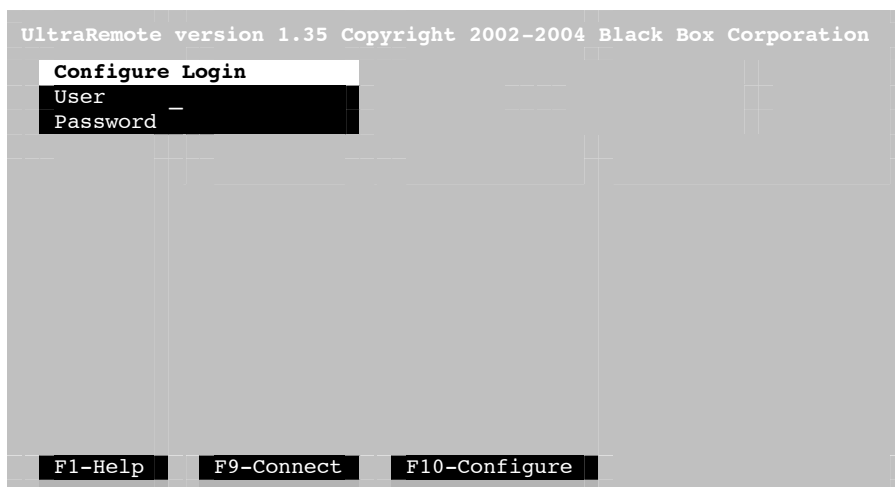 UltraRemote version 1.35 Copyright 2002-2004 Black Box Corporation
Configure Login
User _
Password
F1-Help F9-Connect F10-Configure